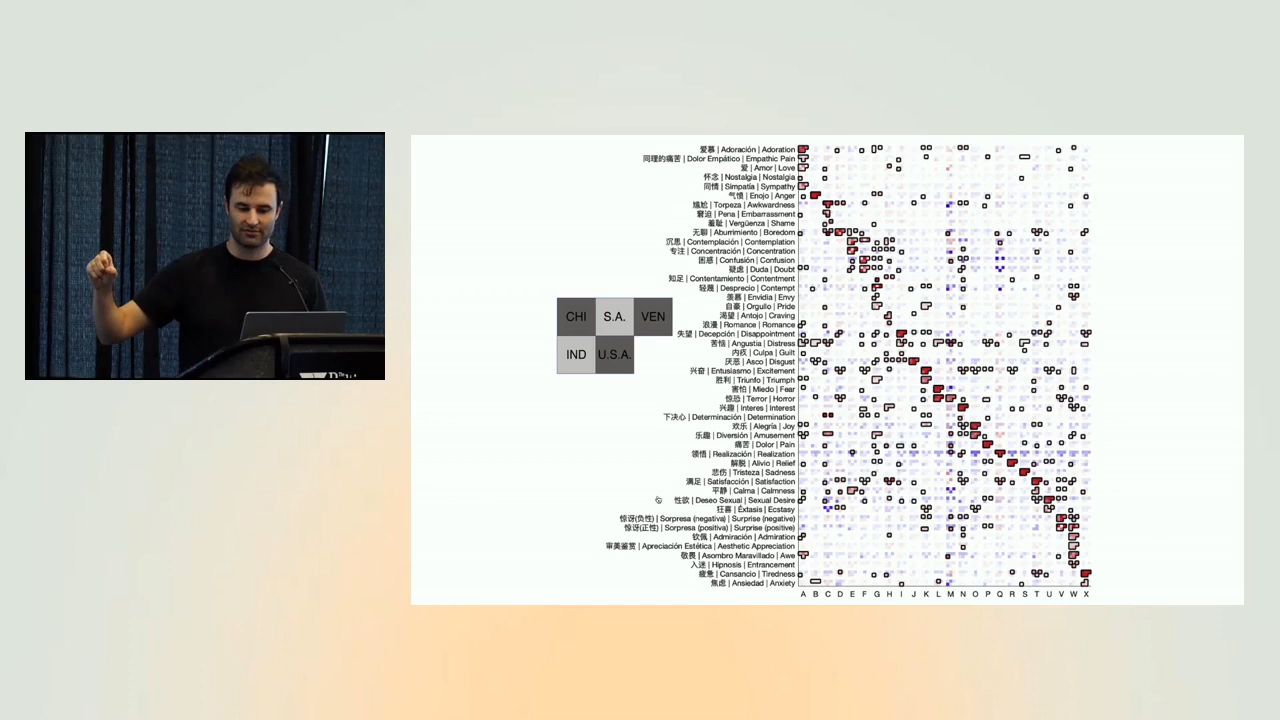 CHI S.A. VEN
IND U.S.A.
爱慕 | Adoración | Adoration
同理的痛苦 | Dolor Empático | Empathic Pain
爱 | Amor | Love
怀念 | Nostalgia | Nostalgia
同情 | Simpatía | Sympathy
气愤 | Enojo | Anger
尴尬 | Torpeza | Awkwardness
窘迫 | Pena | Embarrassment
羞耻 | Vergüenza | Shame
无聊 | Aburrimiento | Boredom
沉思 | Contemplación | Contemplation
专注 | Concentración | Concentration
困惑 | Confusión | Confusion
疑虑 | Duda | Doubt
知足 | Contentamiento | Contentment
轻蔑 | Desprecio | Contempt
羡慕 | Envidia | Envy
自豪 | Orgullo | Pride
渴望 | Antojo | Craving
浪漫 | Romance | Romance
失望 | Decepción | Disappointment
苦恼 | Angustia | Distress
内疚 | Culpa | Guilt
厌恶 | Asco | Disgust
兴奋 | Entusiasmo | Excitement
胜利 | Triunfo | Triumph
害怕 | Miedo | Fear
惊恐 | Terror | Horror
兴趣 | Interes | Interest
下决心 | Determinación | Determination
欢乐 | Alegría | Joy
乐趣 | Diversión | Amusement
痛苦 | Dolor | Pain
领悟 | Realización | Realization
解脱 | Alivio | Relief
悲伤 | Tristeza | Sadness
满足 | Satisfacción | Satisfaction
平静 | Calma | Calmness
性欲 | Deseo Sexual | Sexual Desire
狂喜 | Éxtasis | Ecstasy
惊讶(负性) | Sorpresa (negativa) | Surprise (negative)
惊讶(正性) | Sorpresa (positiva) | Surprise (positive)
钦佩 | Admiración | Admiration
审美鉴赏 | Apreciación Estética | Aesthetic Appreciation
敬畏 | Asombro Maravillado | Awe
入迷 | Hipnosis | Entrancement
疲惫 | Cansancio | Tiredness
焦虑 | Ansiedad | Anxiety
A B C D E F G H I J K L M N O P Q R S T U V W X